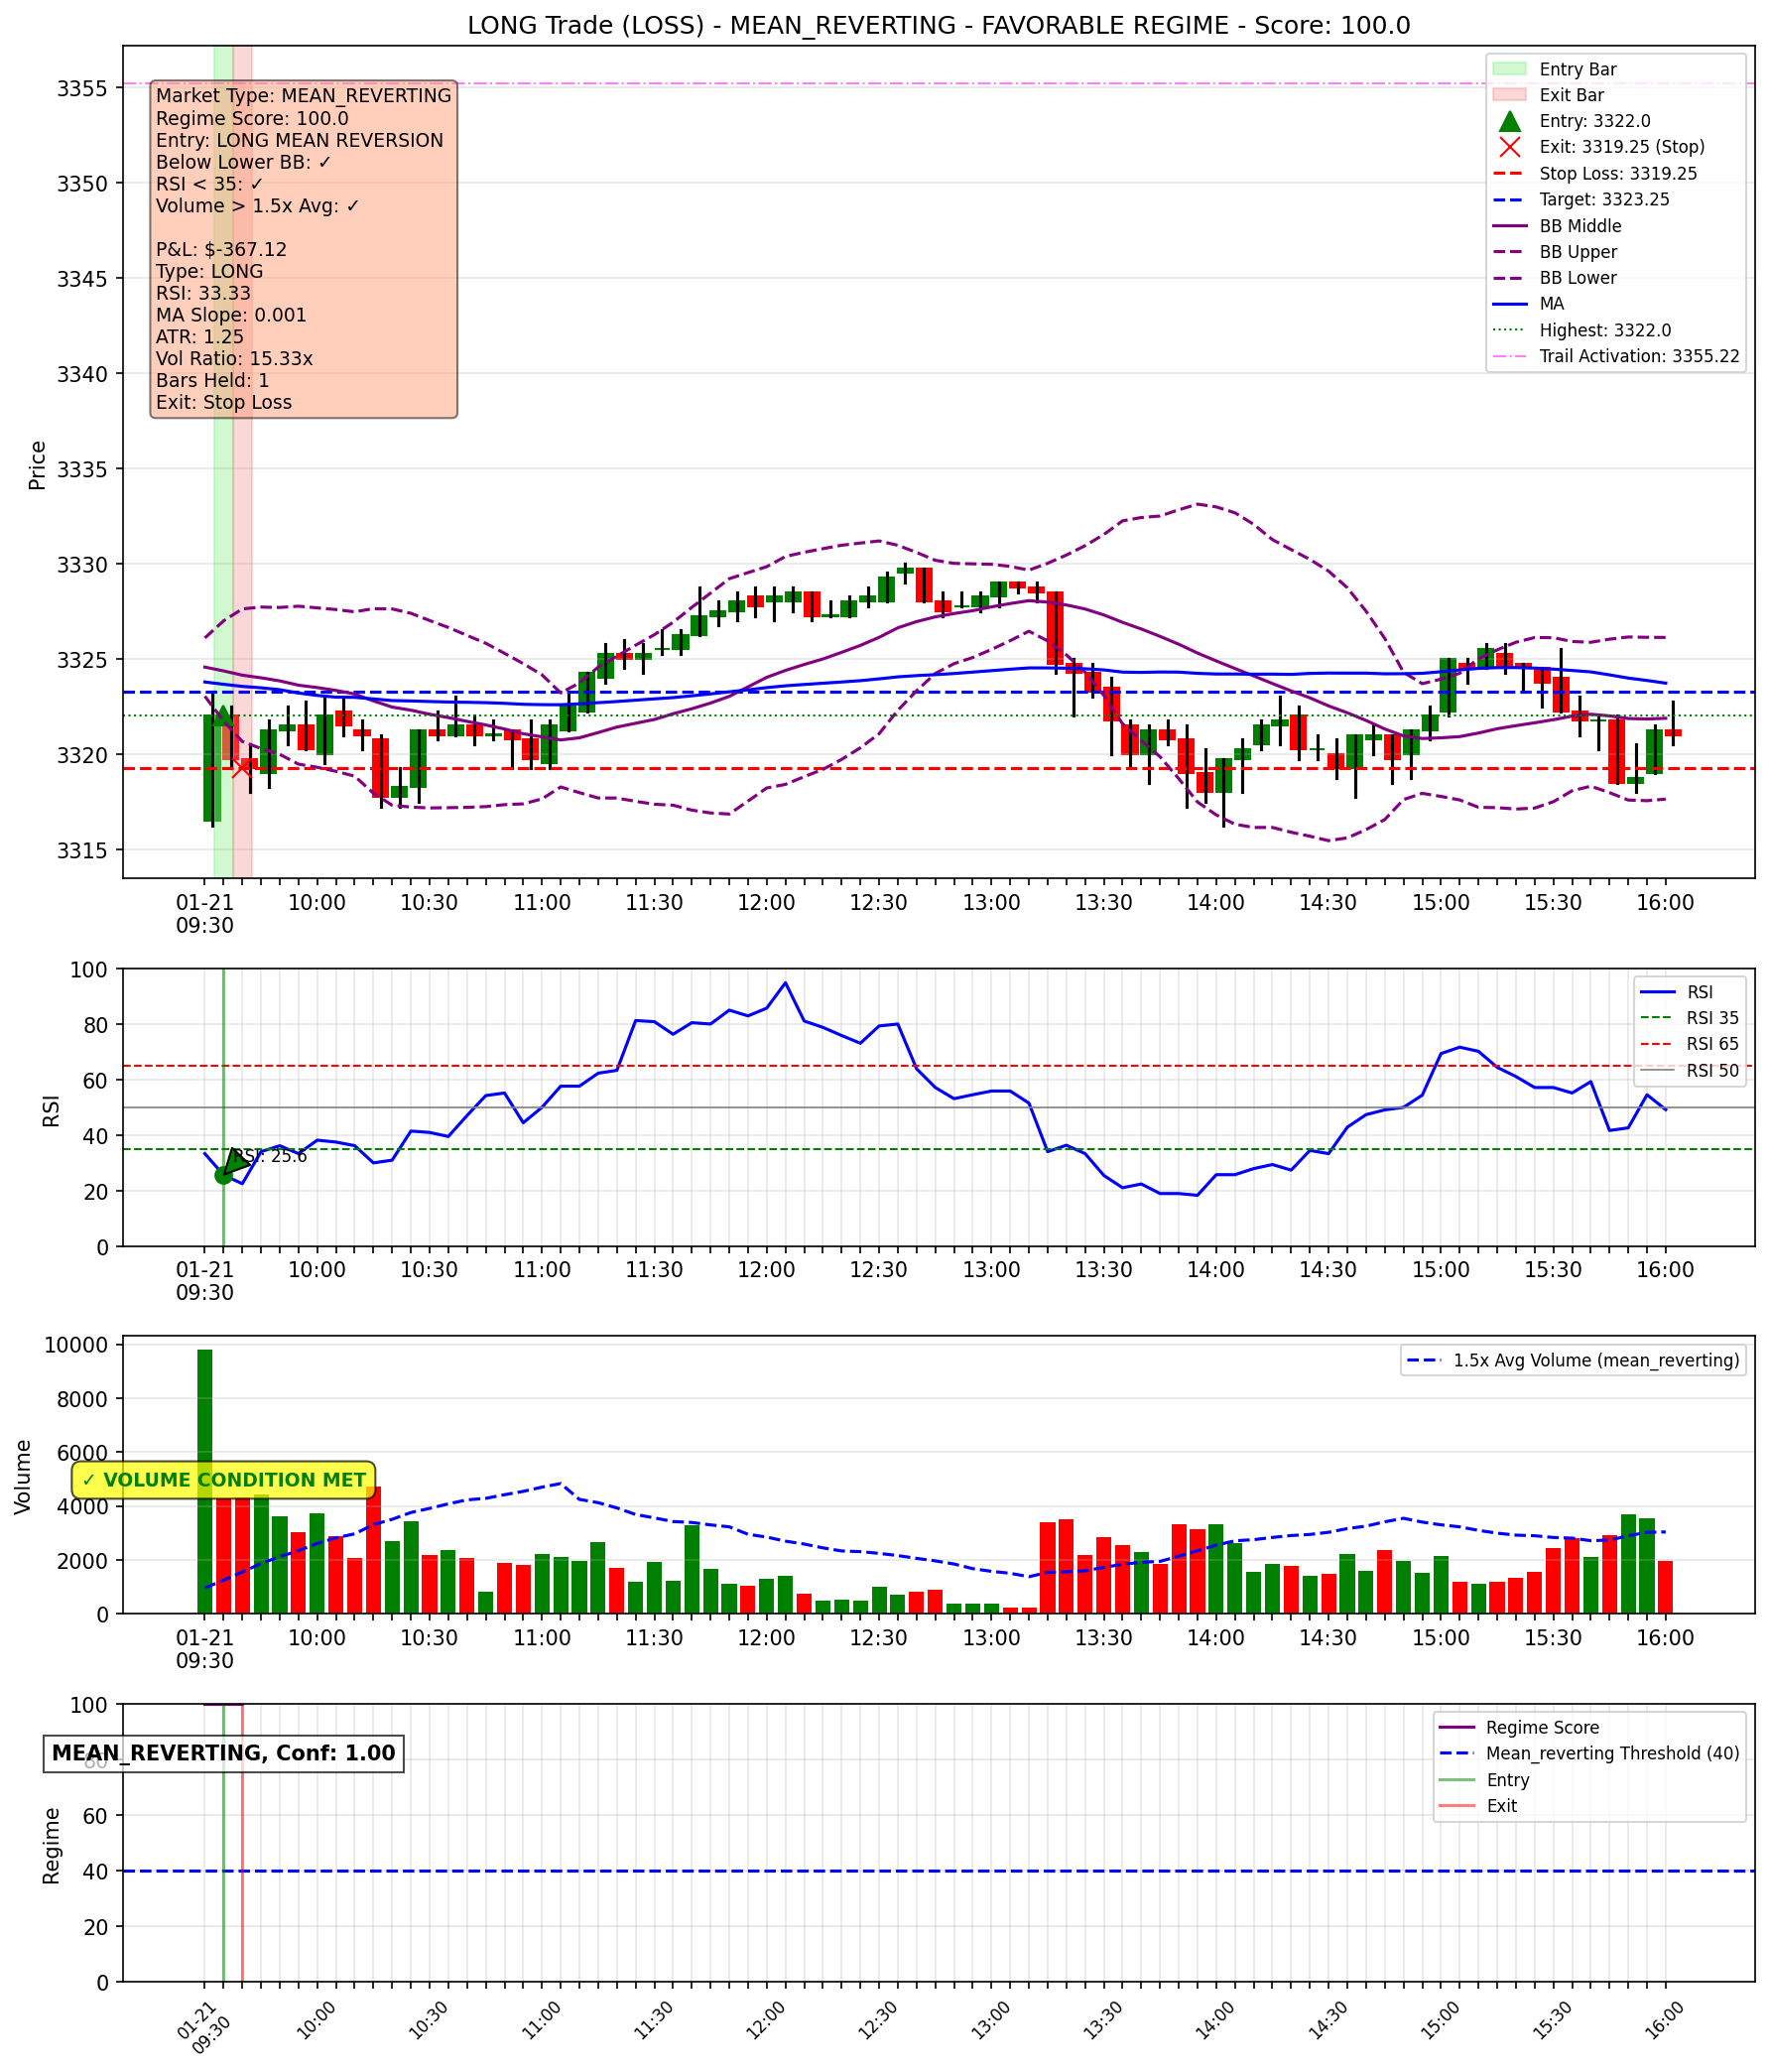 LONG Trade (LOSS) - MEAN_REVERTING - FAVORABLE REGIME - Score: 100.0
Price
3355
3350
3345
3340
3335
3330
3325
3320
3315
Market Type: MEAN_REVERTING
Regime Score: 100.0
Entry: LONG MEAN REVERSION
Below Lower BB: ✓
RSI < 35: ✓
Volume > 1.5x Avg: ✓
P&L: $-367.12
Type: LONG
RSI: 33.33
MA Slope: 0.001
ATR: 1.25
Vol Ratio: 15.33x
Bars Held: 1
Exit: Stop Loss
Entry Bar
Exit Bar
Entry: 3322.0
Exit: 3319.25 (Stop)
Stop Loss: 3319.25
Target: 3323.25
BB Middle
BB Upper
BB Lower
MA
Highest: 3322.0
Trail Activation: 3355.22
01-21 10:00 10:30 11:00 11:30 12:00 12:30 13:00 13:30 14:00 14:30 15:00 15:30 16:00
09:30
RSI
100
80
60
40
20
0
RSI: 25.6
RSI
RSI 35
RSI 65
RSI 50
01-21 10:00 10:30 11:00 11:30 12:00 12:30 13:00 13:30 14:00 14:30 15:00 15:30 16:00
09:30
Volume
10000
8000
6000
4000
2000
0
✓ VOLUME CONDITION MET
1.5x Avg Volume (mean_reverting)
01-21 10:00 10:30 11:00 11:30 12:00 12:30 13:00 13:30 14:00 14:30 15:00 15:30 16:00
09:30
Regime
100
80
60
40
20
0
MEAN_REVERTING, Conf: 1.00
Regime Score
Mean_reverting Threshold (40)
Entry
Exit
01-21 10:00 10:30 11:00 11:30 12:00 12:30 13:00 13:30 14:00 14:30 15:00 15:30 16:00
09:30